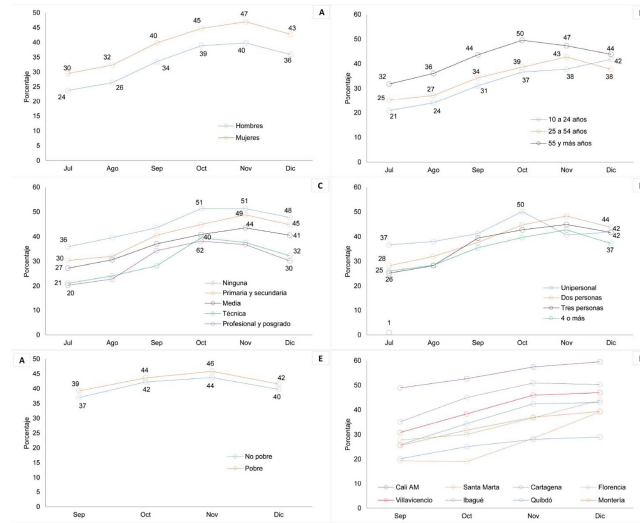 A
50
45
40
35
30
25
20
15
10
5
0
Porcentaje
30 32 40 45 47 43
24 26 34 39 40 36
Hombres
Mujeres
Jul Ago Sep Oct Nov Dic
60
50
40
30
20
10
0
Porcentaje
32 36 44 50 47 44
25 27 34 39 43 42
21 24 31 37 38 38
10 a 24 años
25 a 54 años
55 y más años
Jul Ago Sep Oct Nov Dic
C
60
50
40
30
20
10
0
Porcentaje
36 51 51 48
30 49 45
27 40 44 41
21 62 32
20 30
Ninguna
Primaria y secundaria
Media
Técnica
Profesional y posgrado
Jul Ago Sep Oct Nov Dic
60
50
40
30
20
10
0
Porcentaje
37 50 44
28 42
25 42
26 37
1
Unipersonal
Dos personas
Tres personas
4 o más
Jul Ago Sep Oct Nov Dic
A
E
50
45
40
35
30
25
20
15
10
5
0
Porcentaje
39 44 46 42
37 42 44 40
No pobre
Pobre
Sep Oct Nov Dic
60
50
40
30
20
10
0
Porcentaje
Cali AM Santa Marta Cartagena Florencia
Villavicencio Ibagué Quibdó Montería
Sep Oct Nov Dic